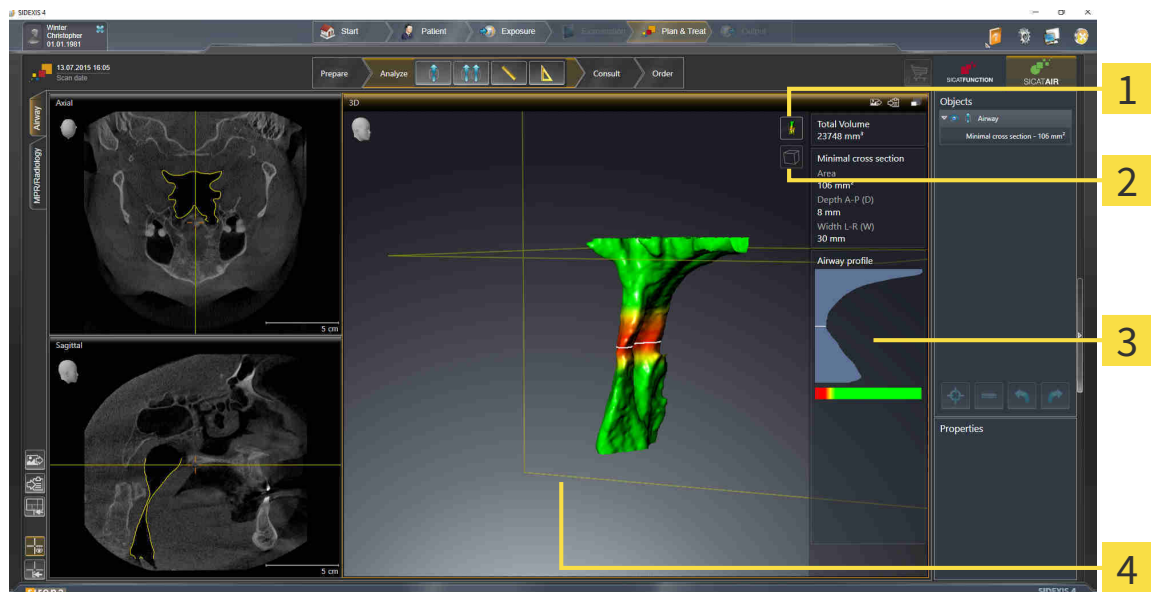 SIDEXIS 4
Winter
Christopher
01.01.1981
Start
Patient
Exposure
Examination
Plan & Treat
Output
13.07.2015 16:05
Scan date
Prepare
Analyze
Consult
Order
SICATFUNCTION
SICATAIR
Airway
MPR/Radiology
Axial
5 cm
Sagittal
5 cm
3D
Total Volume
23748 mm³
Minimal cross section
Area
106 mm²
Depth A-P (D)
8 mm
Width L-R (W)
30 mm
Airway profile
Objects
Airway
Minimal cross section - 106 mm²
Properties
SIDEXIS 4
1
2
3
4